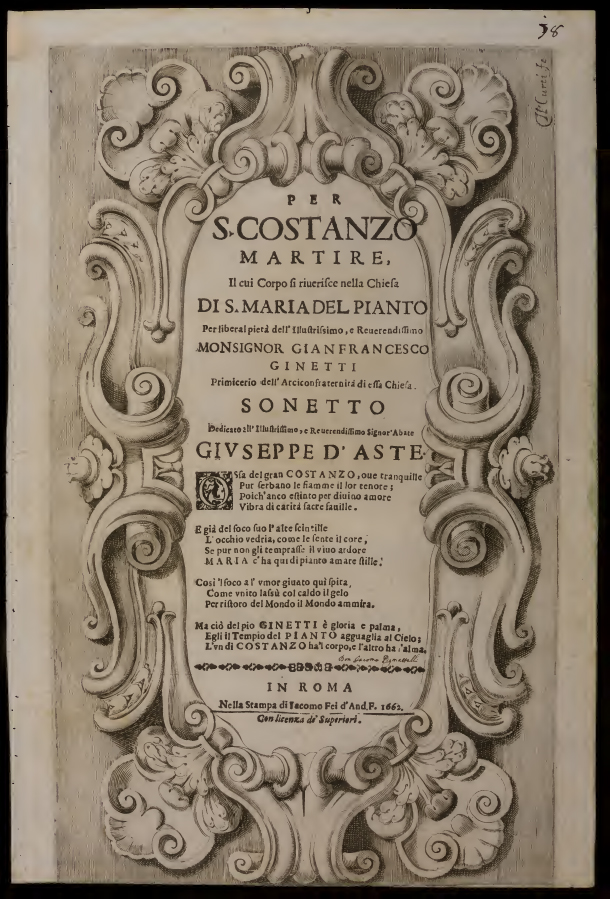 38
PER
S. COSTANZO
MARTIRE,
Il cui Corpo ſi riueriſce nella Chieſa
DI S. MARIA DEL PIANTO
Per liberal pietà dell' Illuſtriſsimo, e Reuerendiſſimo
MONSIGNOR GIANFRANCESCO
GINETTI
Primicerio dell' Arciconfraternità di eſſa Chieſa.
SONETTO
Dedicato all' Illuſtriſſimo, e Reuerendiſſimo Signor' Abate
GIVSEPPE D' ASTE.
OSſa del gran COSTANZO, oue tranquille
Pur ſerbano le fiamme il lor tenore;
Poich' anco eſtinto per diuino amore
Vibra di carità ſacre fauille.
E già del foco ſuo l' alte ſcintille
L' occhio vedria, come le ſente il core,
Se pur non gli tempraſſe il viuo ardore
MARIA c' ha qui di pianto amare ſtille.
Così 'l foco a l' vmor giunto quì ſpira,
Come vnito laſsù col caldo il gelo
Per riſtoro del Mondo il Mondo ammira.
Ma ciò del pio GINETTI è gloria e palma,
Egli il Tempio del PIANTO agguaglia al Cielo;
L'vn di COSTANZO ha'l corpo, e l'altro ha l'alma.
IN ROMA
Nella Stampa di Iacomo Fei d'And. F. 1662.
Con licenza de' Superiori.